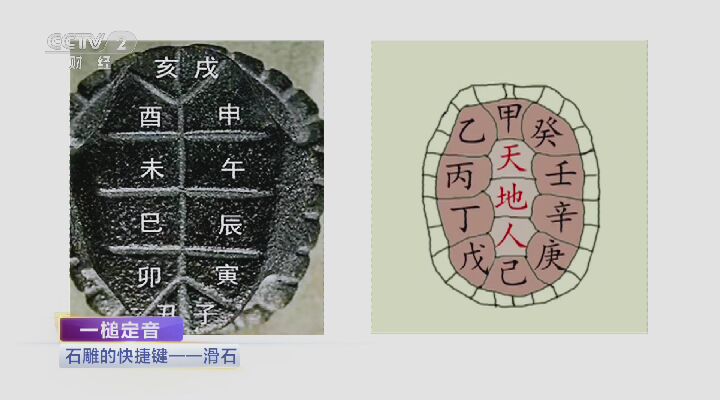 CCTV 2
财经
亥 戌
酉 申
未 午
巳 辰
卯 寅
丑 子
甲
乙 癸
天
丙 壬
地
丁 辛
人
戊 庚
己
一槌定音
石雕的快捷键——滑石